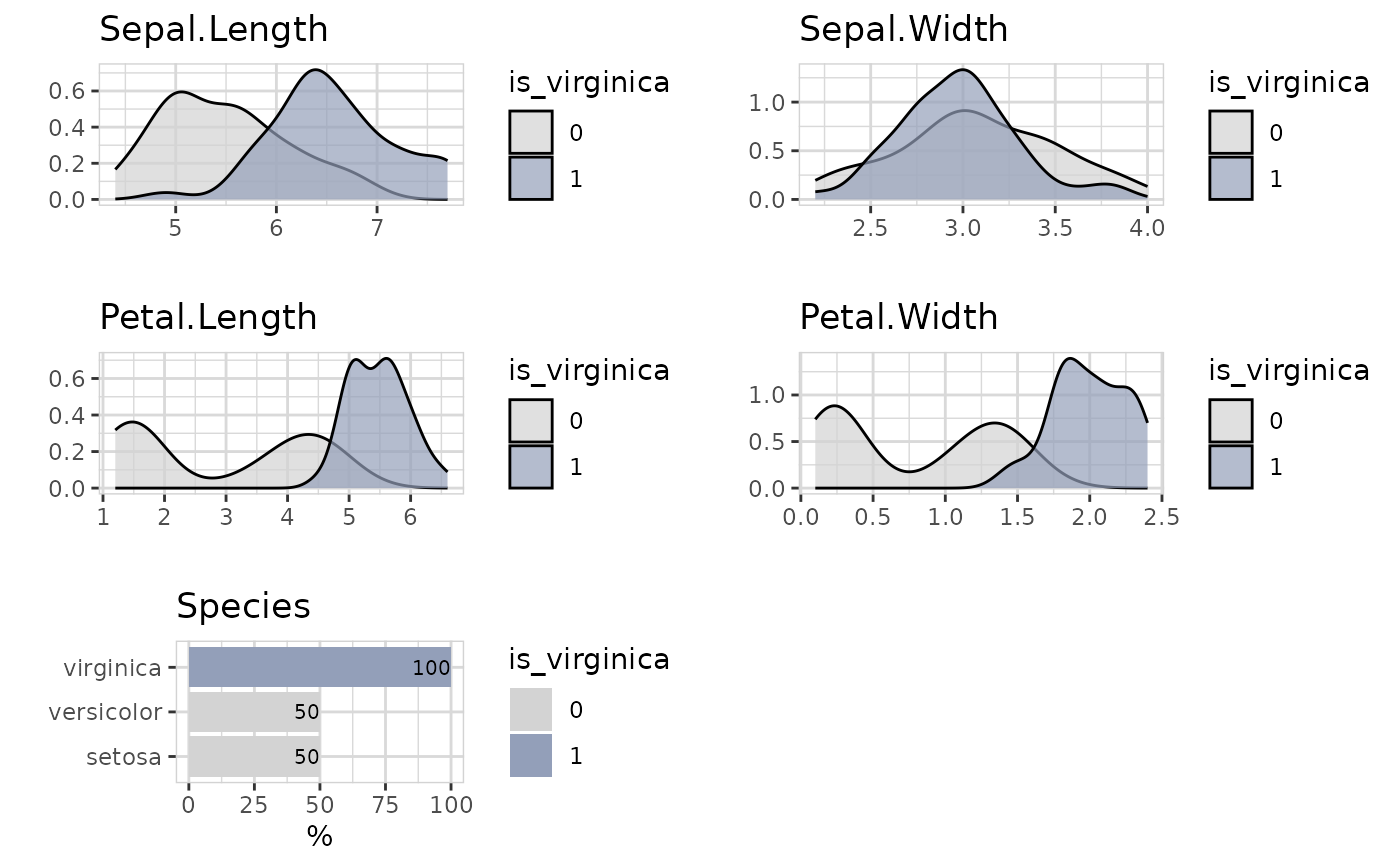 Sepal.Length
is_virginica
0
1
0.6
0.4
0.2
0.0
5 6 7
Sepal.Width
is_virginica
0
1
1.0
0.5
0.0
2.5 3.0 3.5 4.0
Petal.Length
is_virginica
0
1
0.6
0.4
0.2
0.0
1 2 3 4 5 6
Petal.Width
is_virginica
0
1
1.0
0.5
0.0
0.0 0.5 1.0 1.5 2.0 2.5
Species
is_virginica
0
1
virginica 100
versicolor 50
setosa 50
0 25 50 75 100
%